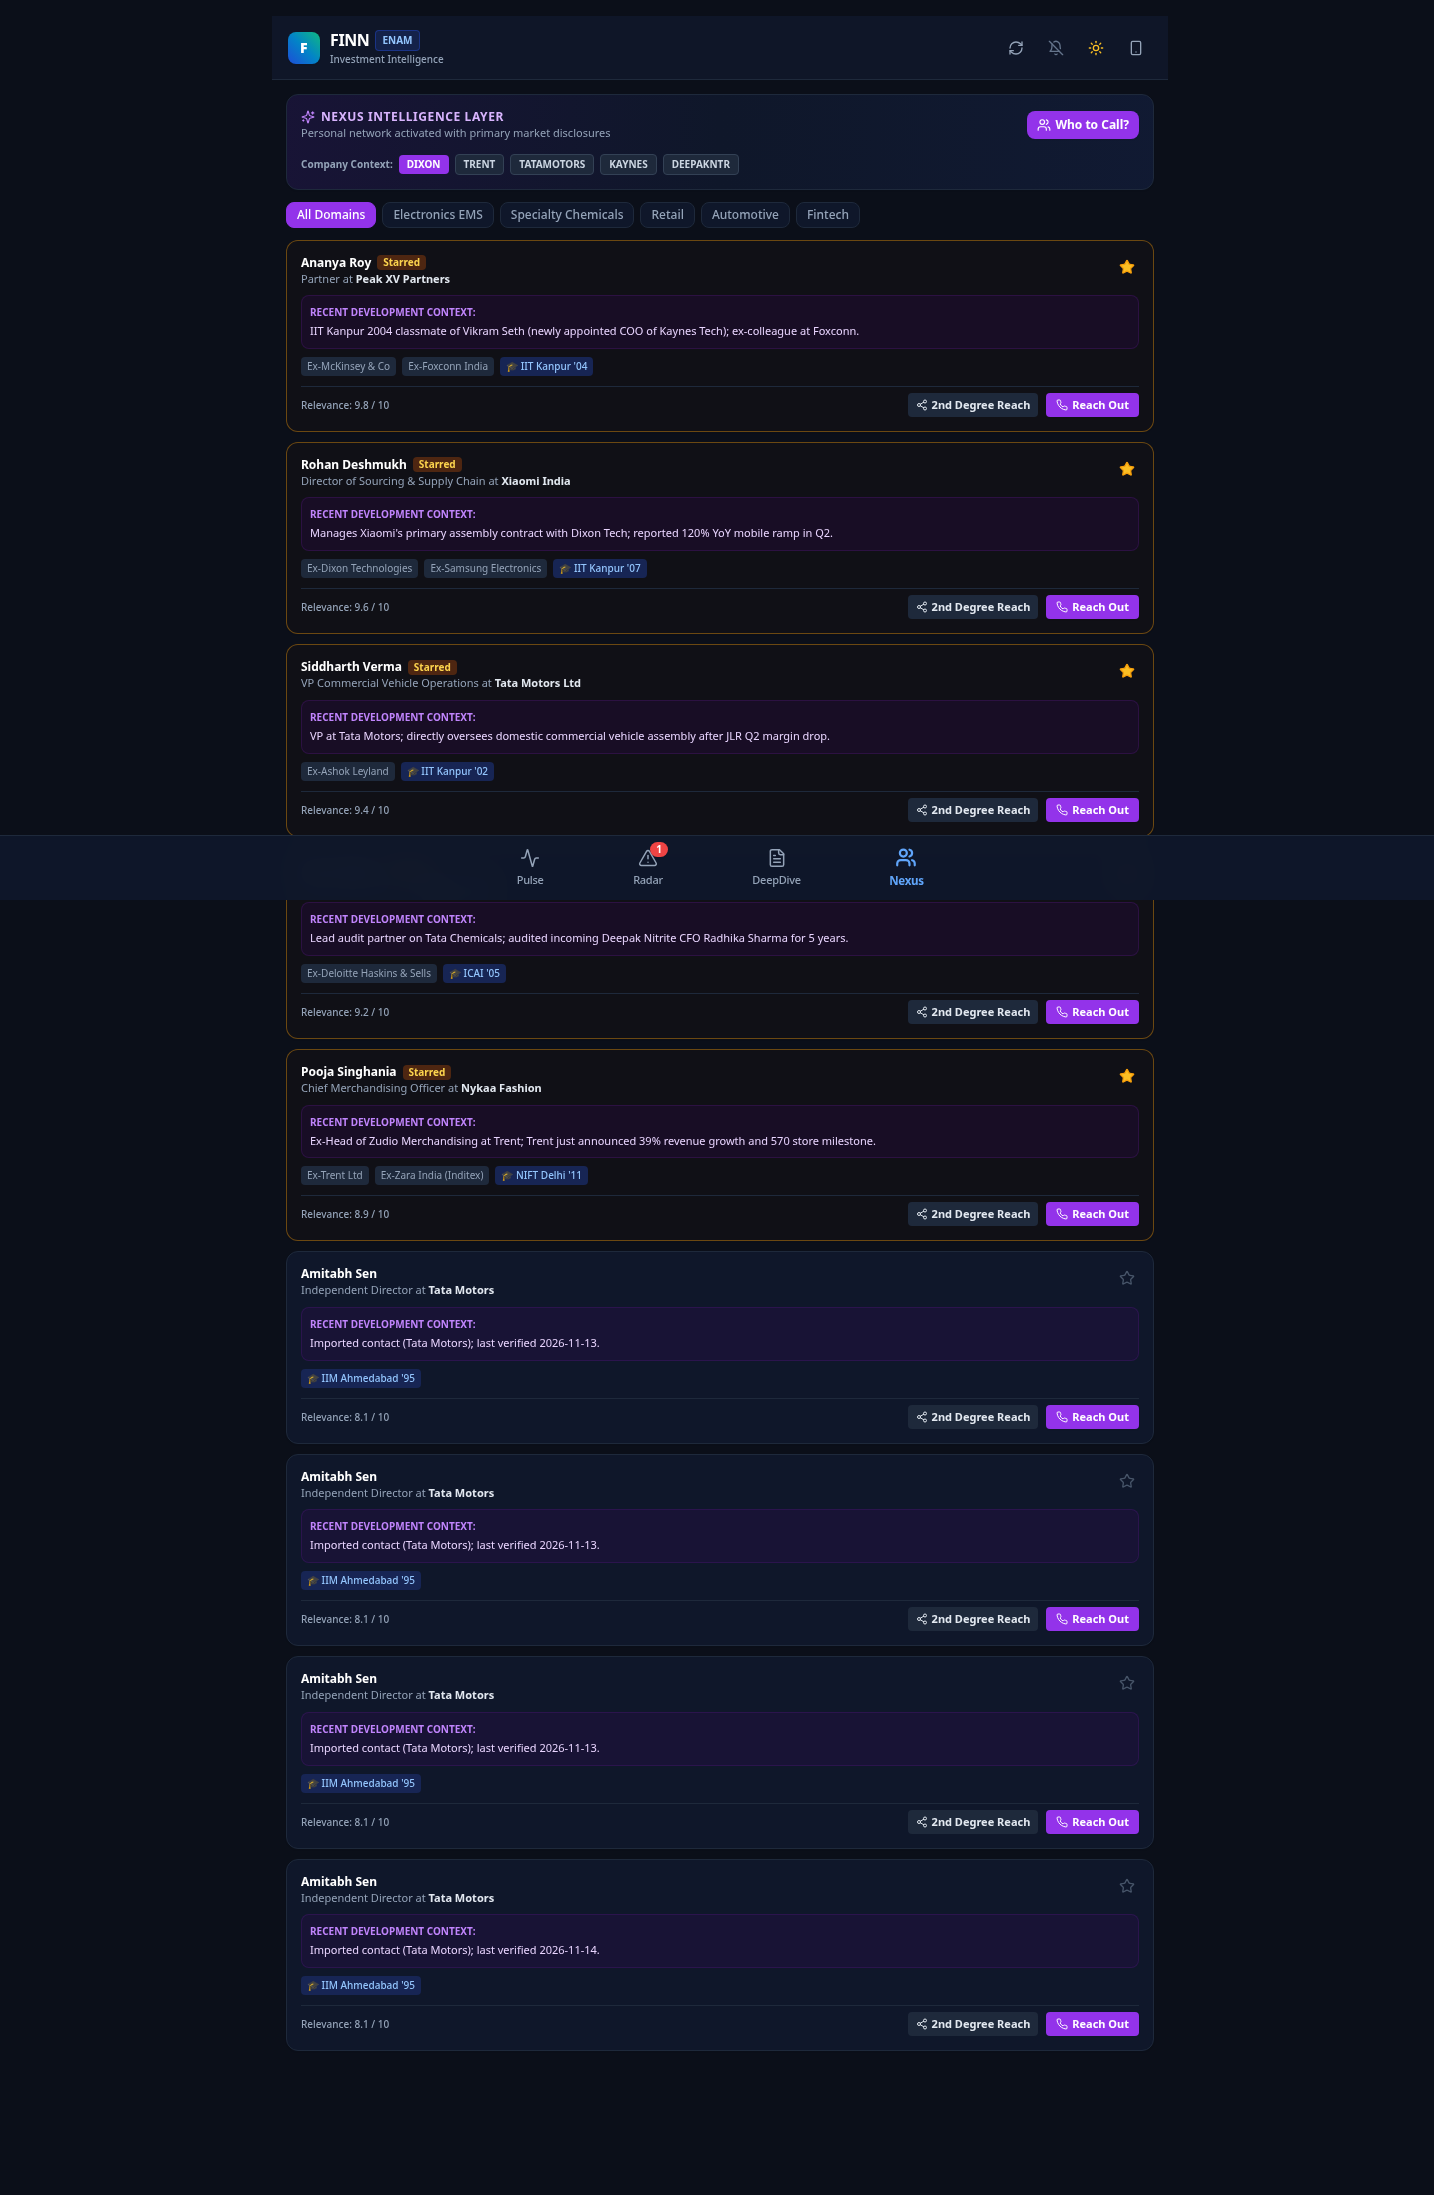 F
FINN ENAM
Investment Intelligence
NEXUS INTELLIGENCE LAYER
Personal network activated with primary market disclosures
Who to Call?
Company Context: DIXON TRENT TATAMOTORS KAYNES DEEPAKNTR
All Domains Electronics EMS Specialty Chemicals Retail Automotive Fintech
Ananya Roy Starred
Partner at Peak XV Partners
RECENT DEVELOPMENT CONTEXT:
IIT Kanpur 2004 classmate of Vikram Seth (newly appointed COO of Kaynes Tech); ex-colleague at Foxconn.
Ex-McKinsey & Co Ex-Foxconn India IIT Kanpur '04
Relevance: 9.8 / 10 2nd Degree Reach Reach Out
Rohan Deshmukh Starred
Director of Sourcing & Supply Chain at Xiaomi India
RECENT DEVELOPMENT CONTEXT:
Manages Xiaomi's primary assembly contract with Dixon Tech; reported 120% YoY mobile ramp in Q2.
Ex-Dixon Technologies Ex-Samsung Electronics IIT Kanpur '07
Relevance: 9.6 / 10 2nd Degree Reach Reach Out
Siddharth Verma Starred
VP Commercial Vehicle Operations at Tata Motors Ltd
RECENT DEVELOPMENT CONTEXT:
VP at Tata Motors; directly oversees domestic commercial vehicle assembly after JLR Q2 margin drop.
Ex-Ashok Leyland IIT Kanpur '02
Relevance: 9.4 / 10 2nd Degree Reach Reach Out
1
Pulse Radar DeepDive Nexus
RECENT DEVELOPMENT CONTEXT:
Lead audit partner on Tata Chemicals; audited incoming Deepak Nitrite CFO Radhika Sharma for 5 years.
Ex-Deloitte Haskins & Sells ICAI '05
Relevance: 9.2 / 10 2nd Degree Reach Reach Out
Pooja Singhania Starred
Chief Merchandising Officer at Nykaa Fashion
RECENT DEVELOPMENT CONTEXT:
Ex-Head of Zudio Merchandising at Trent; Trent just announced 39% revenue growth and 570 store milestone.
Ex-Trent Ltd Ex-Zara India (Inditex) NIFT Delhi '11
Relevance: 8.9 / 10 2nd Degree Reach Reach Out
Amitabh Sen
Independent Director at Tata Motors
RECENT DEVELOPMENT CONTEXT:
Imported contact (Tata Motors); last verified 2026-11-13.
IIM Ahmedabad '95
Relevance: 8.1 / 10 2nd Degree Reach Reach Out
Amitabh Sen
Independent Director at Tata Motors
RECENT DEVELOPMENT CONTEXT:
Imported contact (Tata Motors); last verified 2026-11-13.
IIM Ahmedabad '95
Relevance: 8.1 / 10 2nd Degree Reach Reach Out
Amitabh Sen
Independent Director at Tata Motors
RECENT DEVELOPMENT CONTEXT:
Imported contact (Tata Motors); last verified 2026-11-13.
IIM Ahmedabad '95
Relevance: 8.1 / 10 2nd Degree Reach Reach Out
Amitabh Sen
Independent Director at Tata Motors
RECENT DEVELOPMENT CONTEXT:
Imported contact (Tata Motors); last verified 2026-11-14.
IIM Ahmedabad '95
Relevance: 8.1 / 10 2nd Degree Reach Reach Out